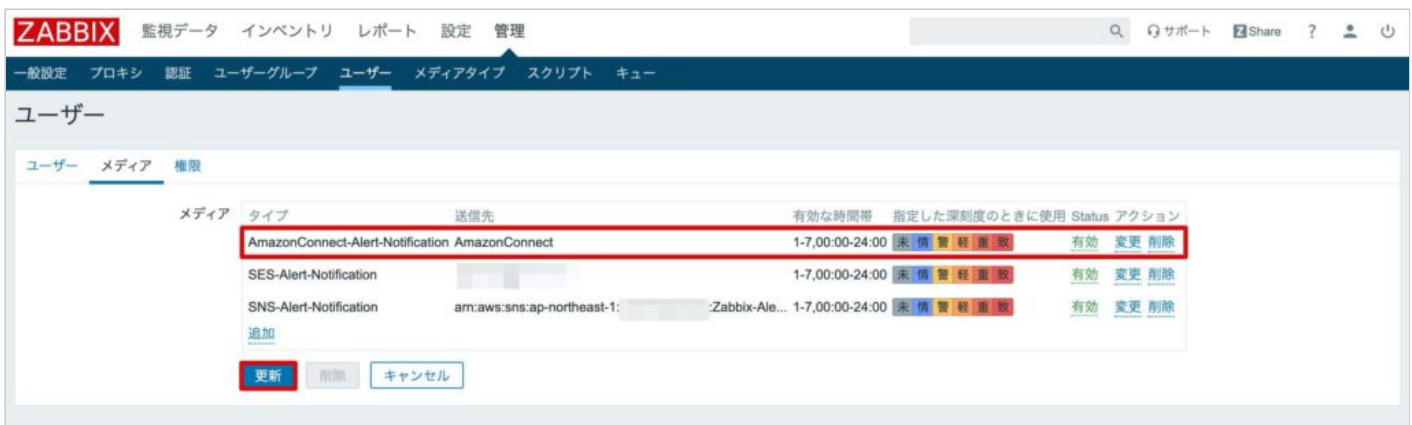 ZABBIX 監視データ インベントリ レポート 設定 管理 サポート Z Share ?
一般設定 プロキシ 認証 ユーザーグループ ユーザー メディアタイプ スクリプト キュー
ユーザー
ユーザー メディア 権限
メディア タイプ 送信先 有効な時間帯 指定した深刻度のときに使用 Status アクション
AmazonConnect-Alert-Notification AmazonConnect 1-7,00:00-24:00 未 情 警 軽 重 致 有効 変更 削除
SES-Alert-Notification 1-7,00:00-24:00 未 情 警 軽 重 致 有効 変更 削除
SNS-Alert-Notification arn:aws:sns:ap-northeast-1: :Zabbix-Ale... 1-7,00:00-24:00 未 情 警 軽 重 致 有効 変更 削除
追加
更新 削除 キャンセル